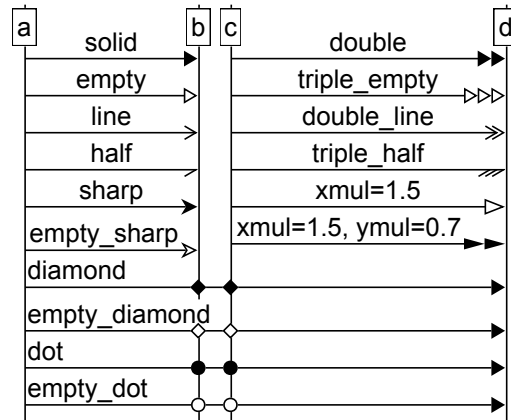 a b c d
solid double
empty triple_empty
line double_line
half triple_half
sharp xmul=1.5
empty_sharp xmul=1.5, ymul=0.7
diamond
empty_diamond
dot
empty_dot